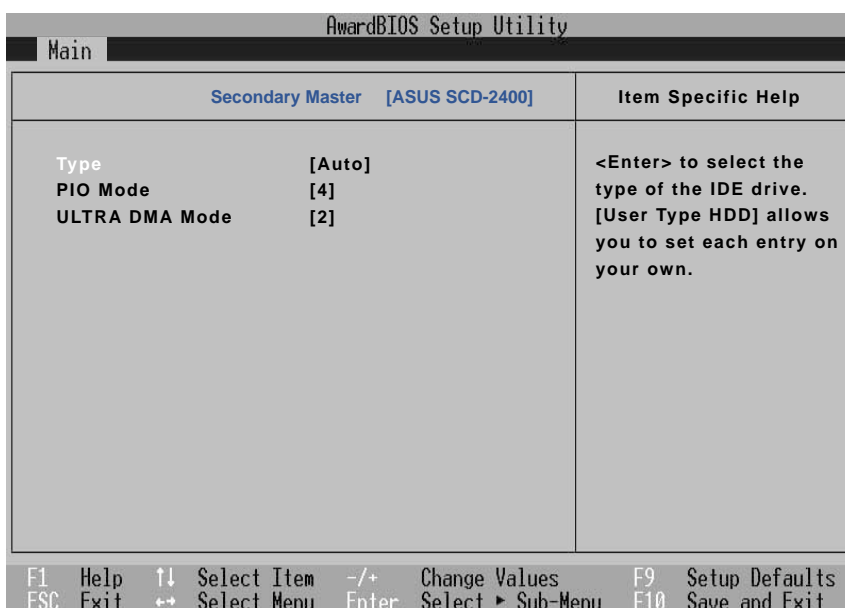 AwardBIOS Setup Utility
Main
Secondary Master [ASUS SCD-2400]
Item Specific Help
Type [Auto]
PIO Mode [4]
ULTRA DMA Mode [2]
<Enter> to select the
type of the IDE drive.
[User Type HDD] allows
you to set each entry on
your own.
F1 Help ↑↓ Select Item -/+ Change Values F9 Setup Defaults
ESC Exit ←→ Select Menu Enter Select ► Sub-Menu F10 Save and Exit